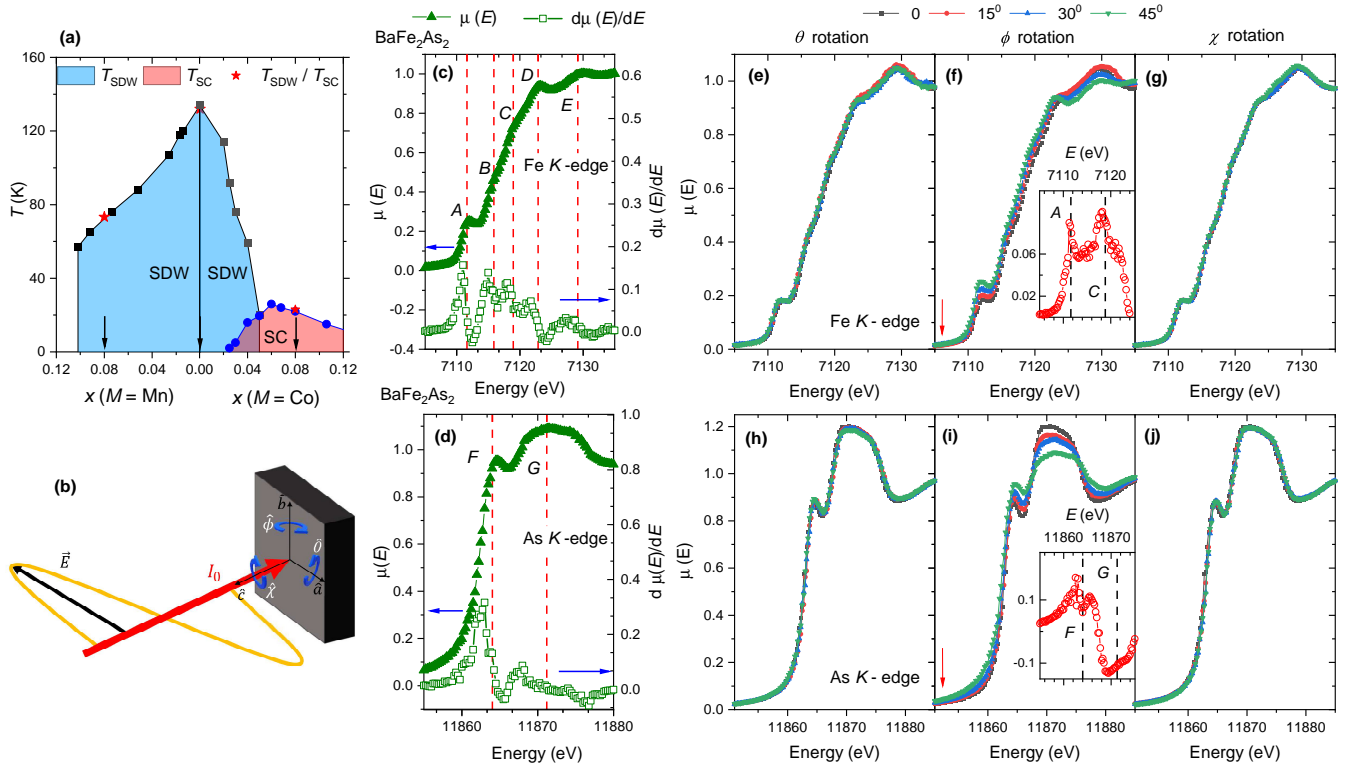 (a)
T_SDW T_SC T_SDW / T_SC
160
120
80
40
0
T(K)
SDW SDW
SC
0.08 0.04 0.00 0.04 0.08 0.12
x (M = Mn) x (M = Co)
(b)
E⃗
I₀
b̂
ϕ̂
χ̂
ĉ
â
μ (E) dμ (E)/dE
BaFe₂As₂
(c)
A
B
C
D
E
Fe K-edge
1.0
0.8
0.6
0.4
0.2
0.0
-0.2
-0.4
μ (E)
0.6
0.5
0.4
0.3
0.2
0.1
0.0
dμ (E)/dE
7110 7120 7130
Energy (eV)
BaFe₂As₂
(d)
F
G
As K-edge
1.0
0.8
0.6
0.4
0.2
0.0
μ(E)
1.0
0.8
0.6
0.4
0.2
0.0
d μ(E)/dE
11860 11870 11880
Energy (eV)
0 15⁰ 30⁰ 45⁰
θ rotation ϕ rotation χ rotation
(e) (f) (g)
1.0
0.8
0.6
0.4
0.2
0.0
μ (E)
Fe K- edge
E (eV)
7110 7120
A
C
0.06
0.02
7110 7120 7130 7110 7120 7130 7110 7120 7130
Energy (eV) Energy (eV) Energy (eV)
(h) (i) (j)
1.2
1.0
0.8
0.6
0.4
0.2
0.0
μ (E)
As K- edge
E (eV)
11860 11870
G
F
0.1
-0.1
11860 11870 11880 11860 11870 11880 11860 11870 11880
Energy (eV) Energy (eV) Energy (eV)